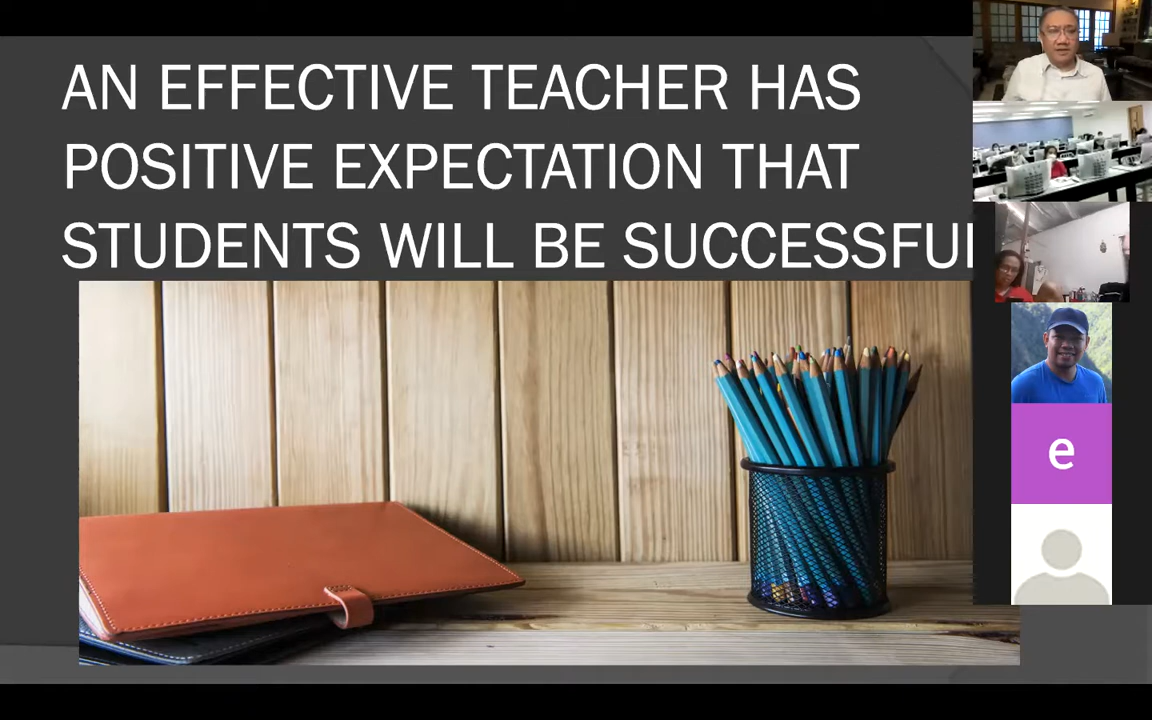 AN EFFECTIVE TEACHER HAS
POSITIVE EXPECTATION THAT
STUDENTS WILL BE SUCCESSFUL
e